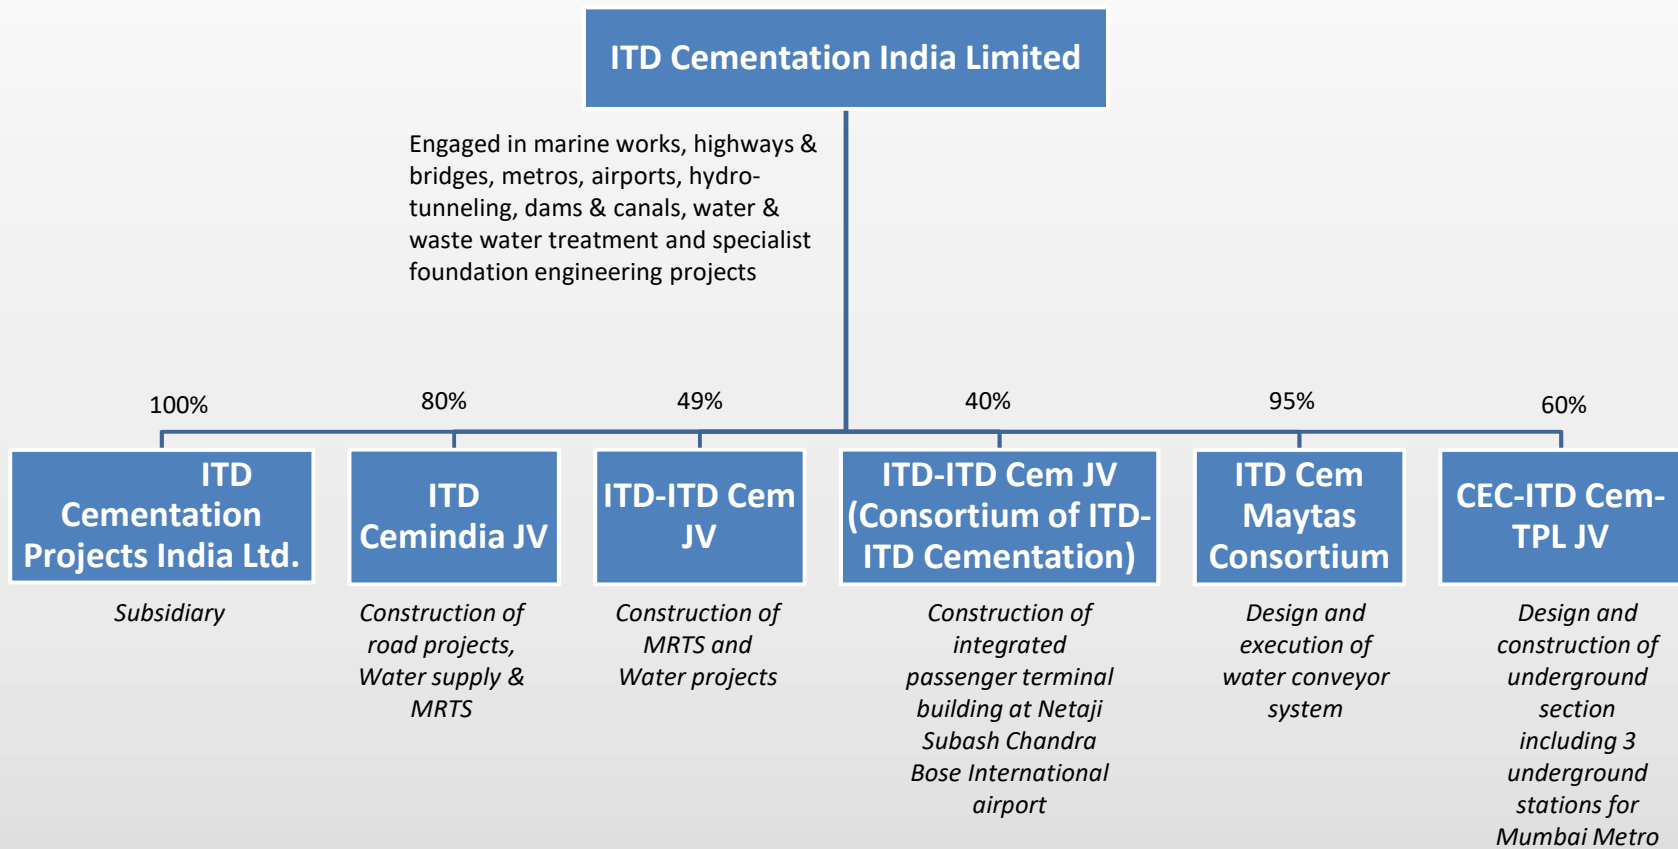 ITD Cementation India Limited
Engaged in marine works, highways &
bridges, metros, airports, hydro-
tunneling, dams & canals, water &
waste water treatment and specialist
foundation engineering projects
100%
80%
49%
40%
95%
60%
ITD
Cementation
Projects India Ltd.
ITD
Cemindia JV
ITD-ITD Cem
JV
ITD-ITD Cem JV
(Consortium of ITD-
ITD Cementation)
ITD Cem
Maytas
Consortium
CEC-ITD Cem-
TPL JV
Subsidiary
Construction of
road projects,
Water supply &
MRTS
Construction of
MRTS and
Water projects
Construction of
integrated
passenger terminal
building at Netaji
Subash Chandra
Bose International
airport
Design and
execution of
water conveyor
system
Design and
construction of
underground
section
including 3
underground
stations for
Mumbai Metro